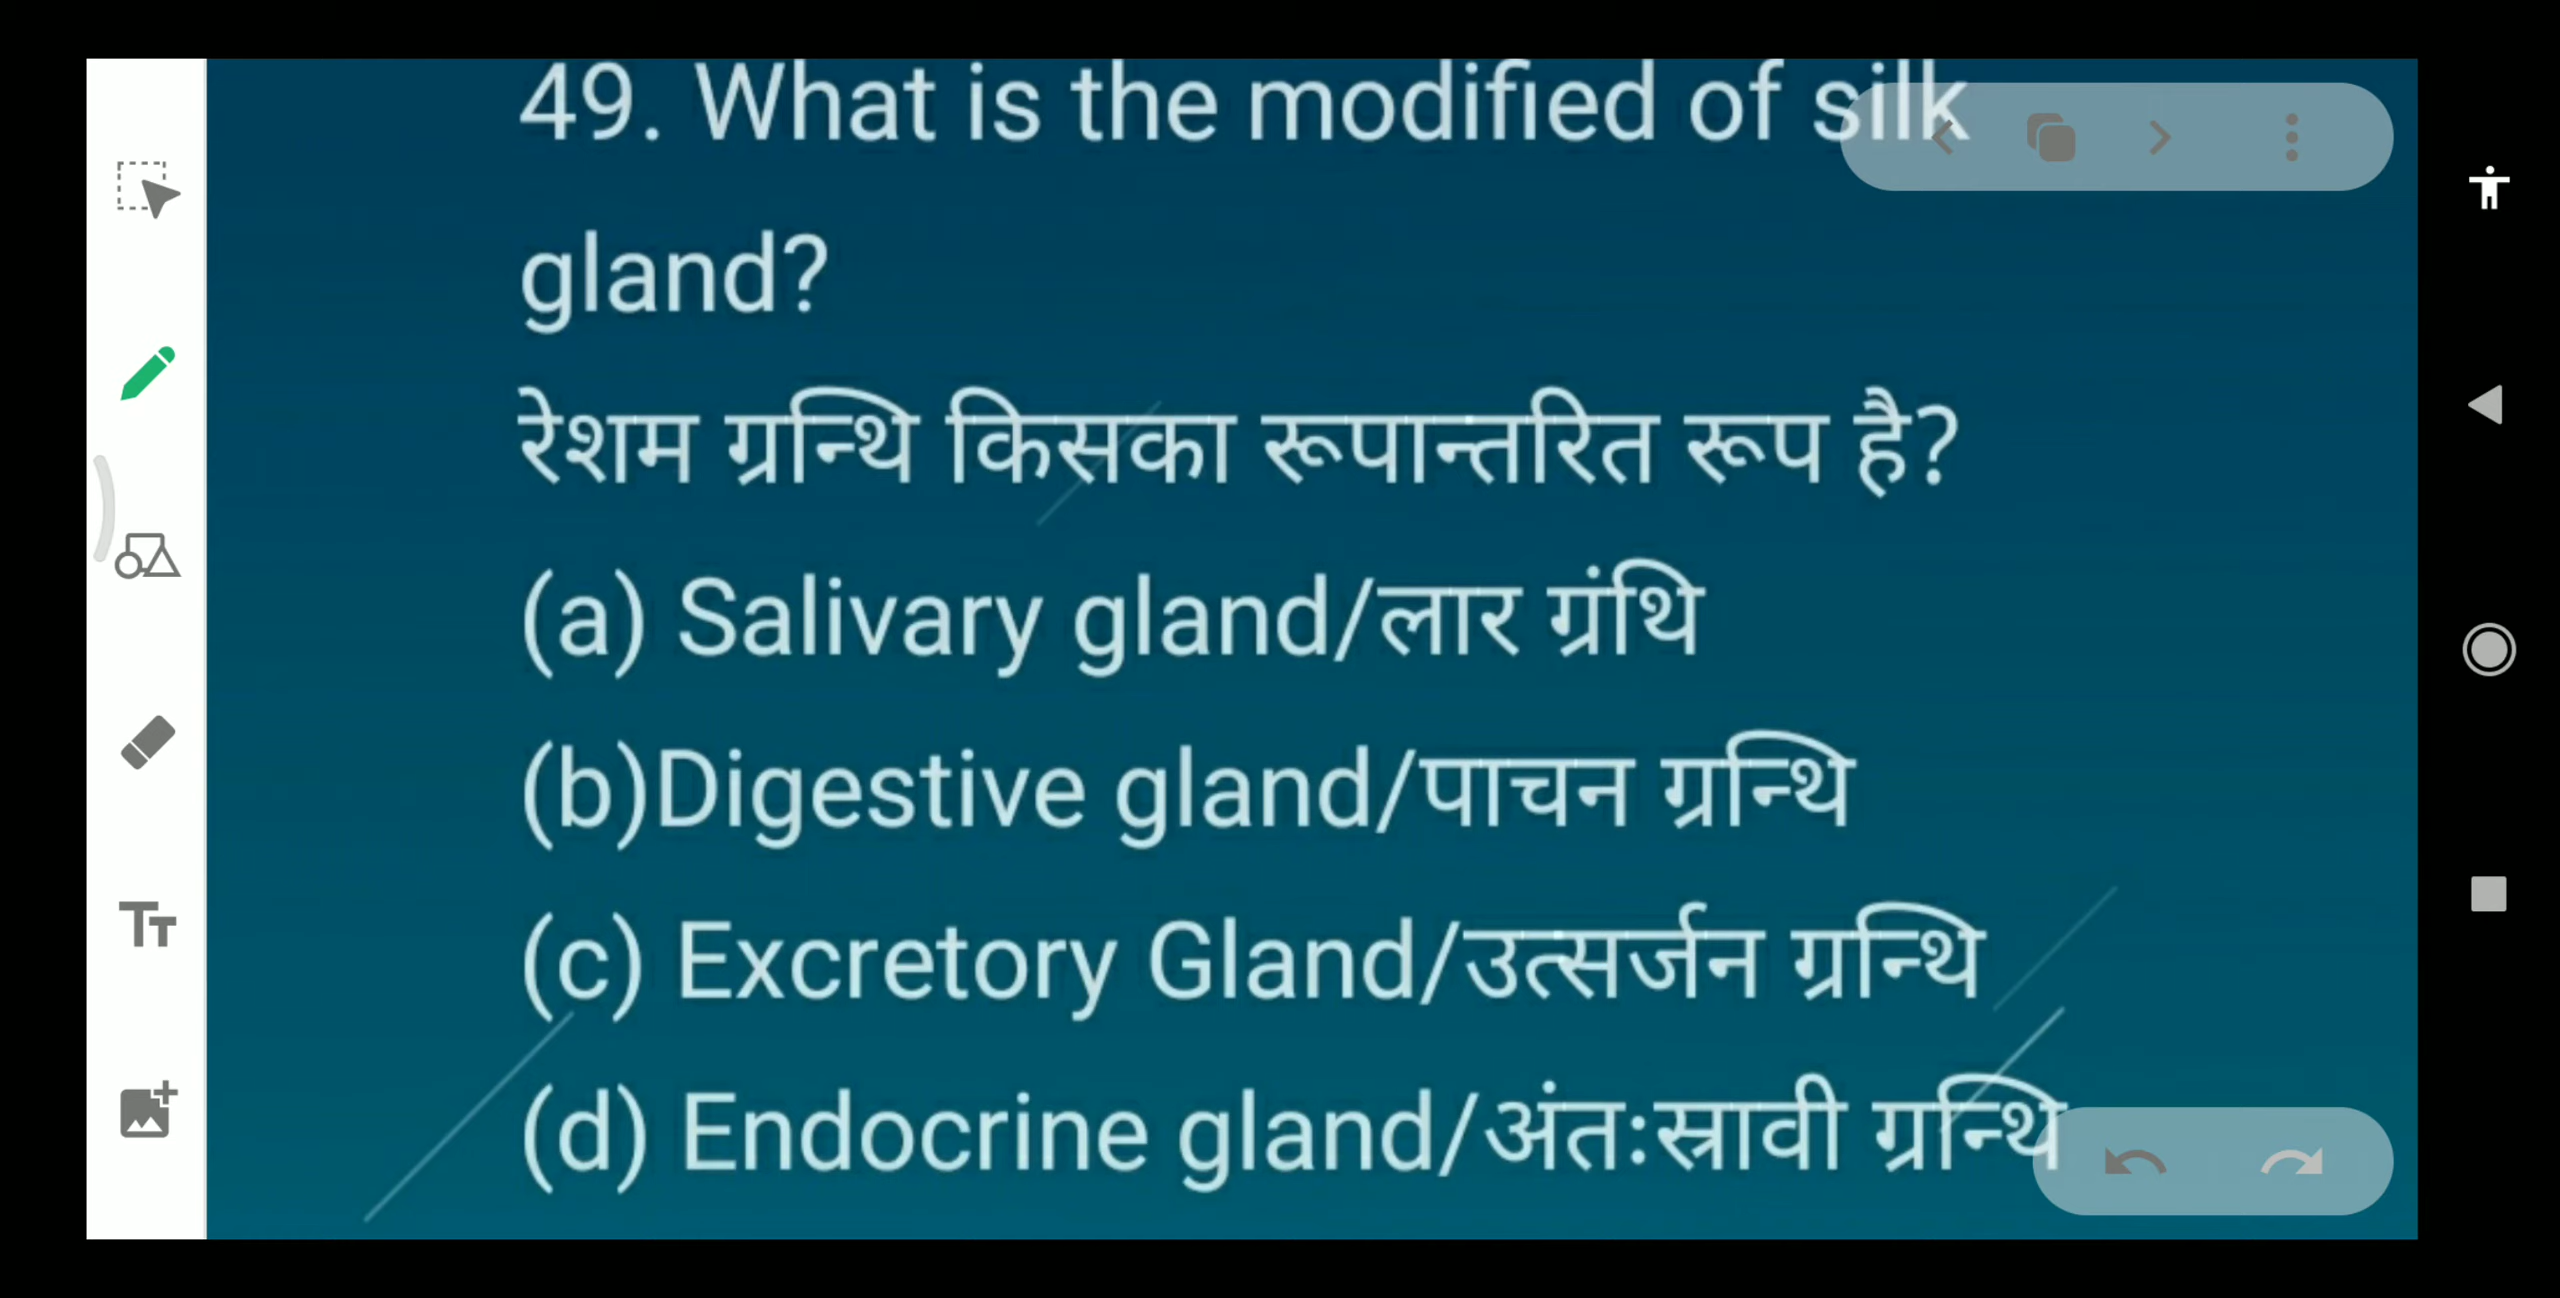 49. What is the modified of silk
gland?
रेशम ग्रन्थि किसका रूपान्तरित रूप है?
(a) Salivary gland/लार ग्रंथि
(b)Digestive gland/पाचन ग्रन्थि
(c) Excretory Gland/उत्सर्जन ग्रन्थि
(d) Endocrine gland/अंतःस्रावी ग्रन्थि